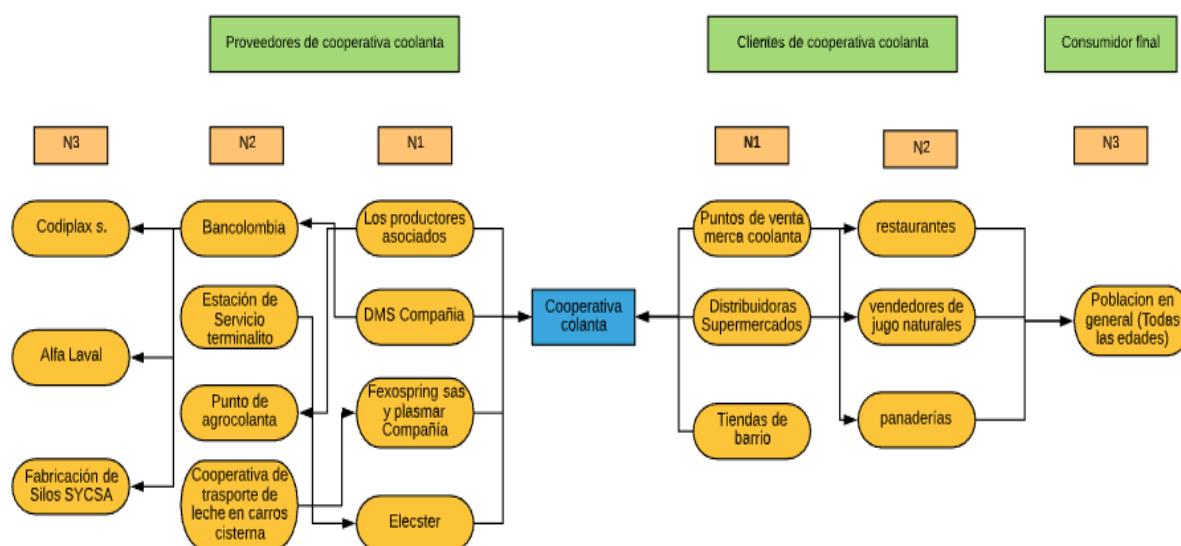 Proveedores de cooperativa coolanta
Clientes de cooperativa coolanta
Consumidor final
N3
N2
N1
N1
N2
N3
Codiplax s.
Bancolombia
Los productores
asociados
Puntos de venta
merca coolanta
restaurantes
Estación de
Servicio
terminalito
DMS Compañia
Cooperativa
colanta
Distribuidoras
Supermercados
vendedores de
jugo naturales
Poblacion en
general (Todas
las edades)
Alfa Laval
Punto de
agrocolanta
Fexospring sas
y plasmar
Compañía
Tiendas de
barrio
panaderías
Fabricación de
Silos SYCSA
Cooperativa de
trasporte de
leche en carros
cisterna
Elecster